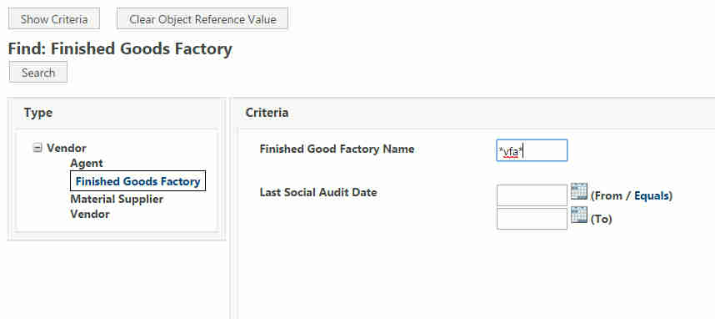 Show Criteria Clear Object Reference Value
Find: Finished Goods Factory
Search
Type
Vendor
Agent
Finished Goods Factory
Material Supplier
Vendor
Criteria
Finished Good Factory Name *vfa*
Last Social Audit Date (From / Equals)
(To)